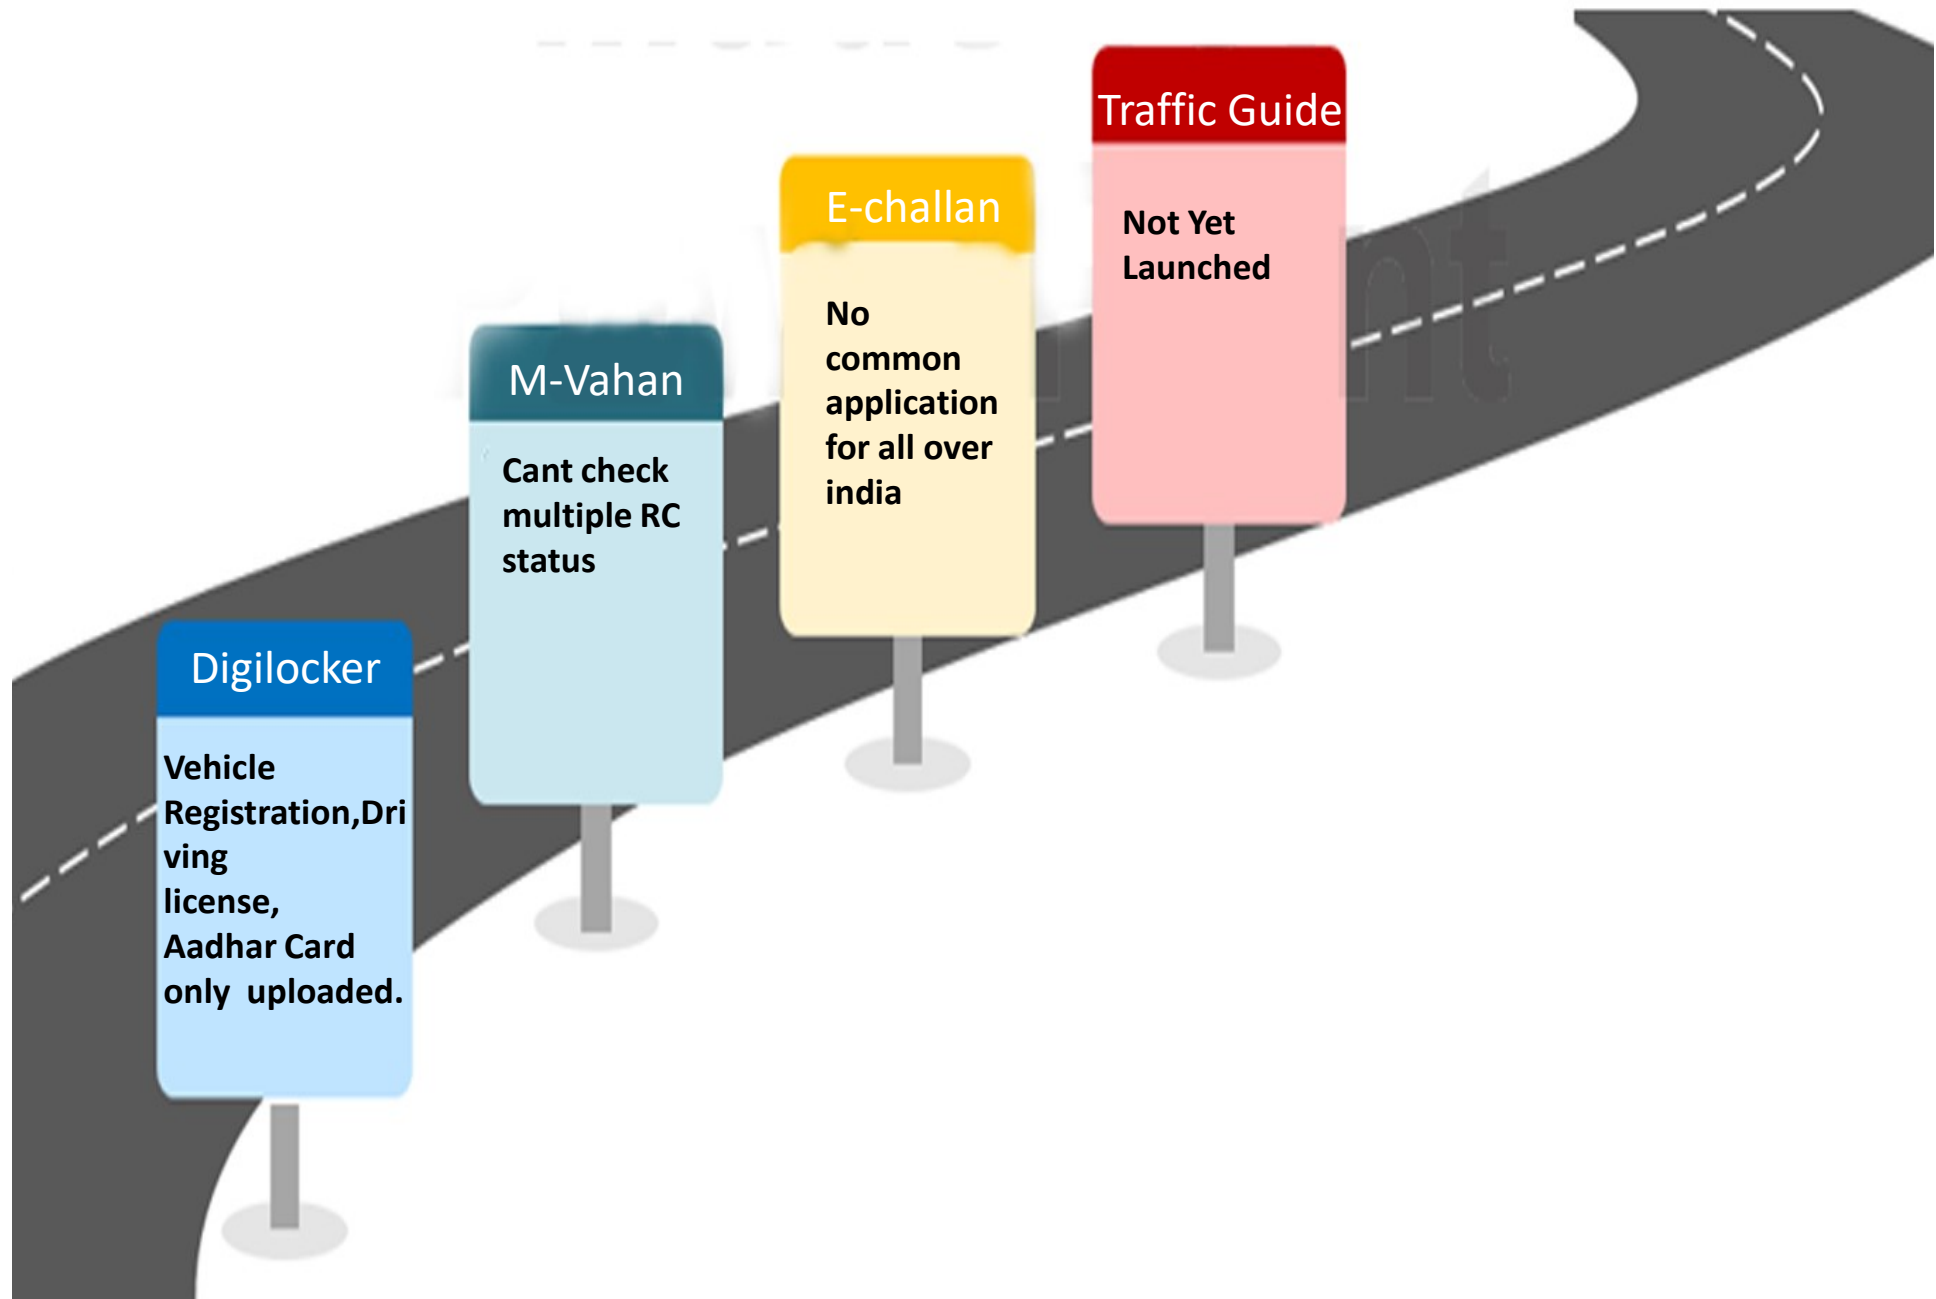 Traffic Guide
Not Yet
Launched
E-challan
No
common
application
for all over
india
M-Vahan
Cant check
multiple RC
status
Digilocker
Vehicle
Registration,Dri
ving
license,
Aadhar Card
only  uploaded.